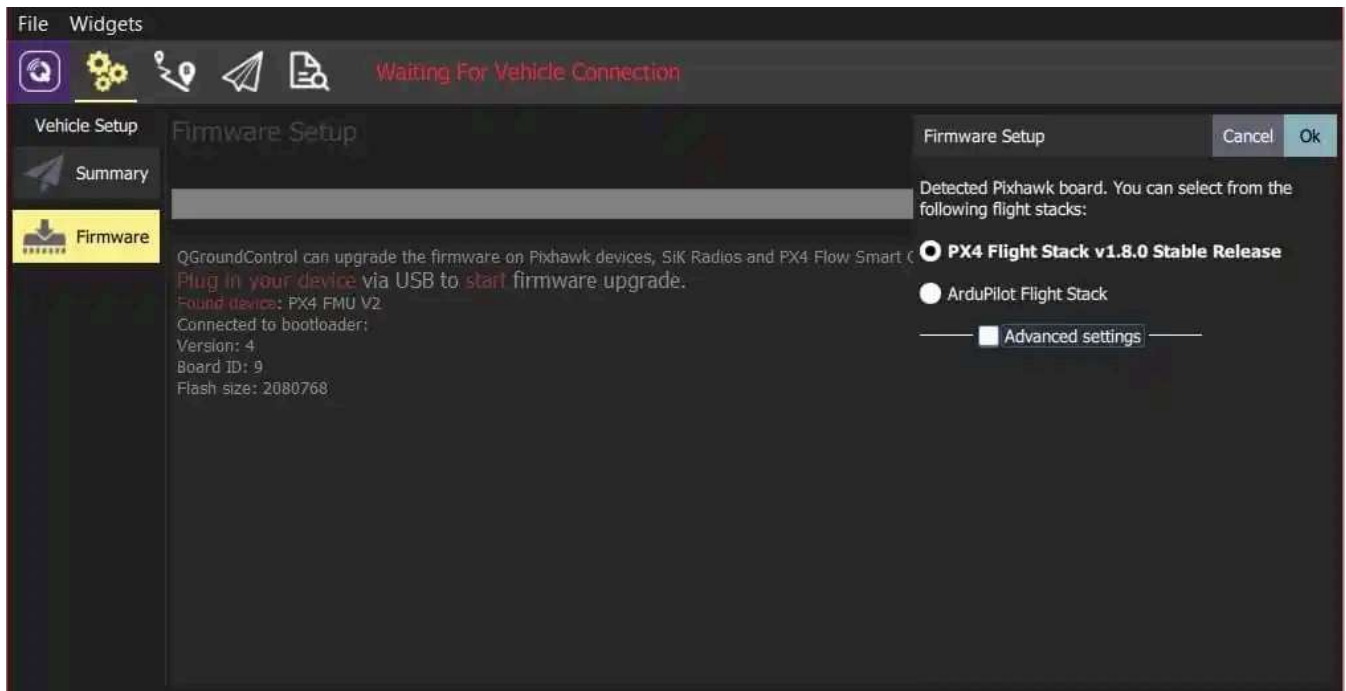 File Widgets
Waiting For Vehicle Connection
Vehicle Setup
Summary
Firmware
Firmware Setup
QGroundControl can upgrade the firmware on Pixhawk devices, SiK Radios and PX4 Flow Smart
Plug in your device via USB to start firmware upgrade.
Found device: PX4 FMU V2
Connected to bootloader:
Version: 4
Board ID: 9
Flash size: 2080768
Firmware Setup Cancel Ok
Detected Pixhawk board. You can select from the
following flight stacks:
PX4 Flight Stack v1.8.0 Stable Release
ArduPilot Flight Stack
Advanced settings